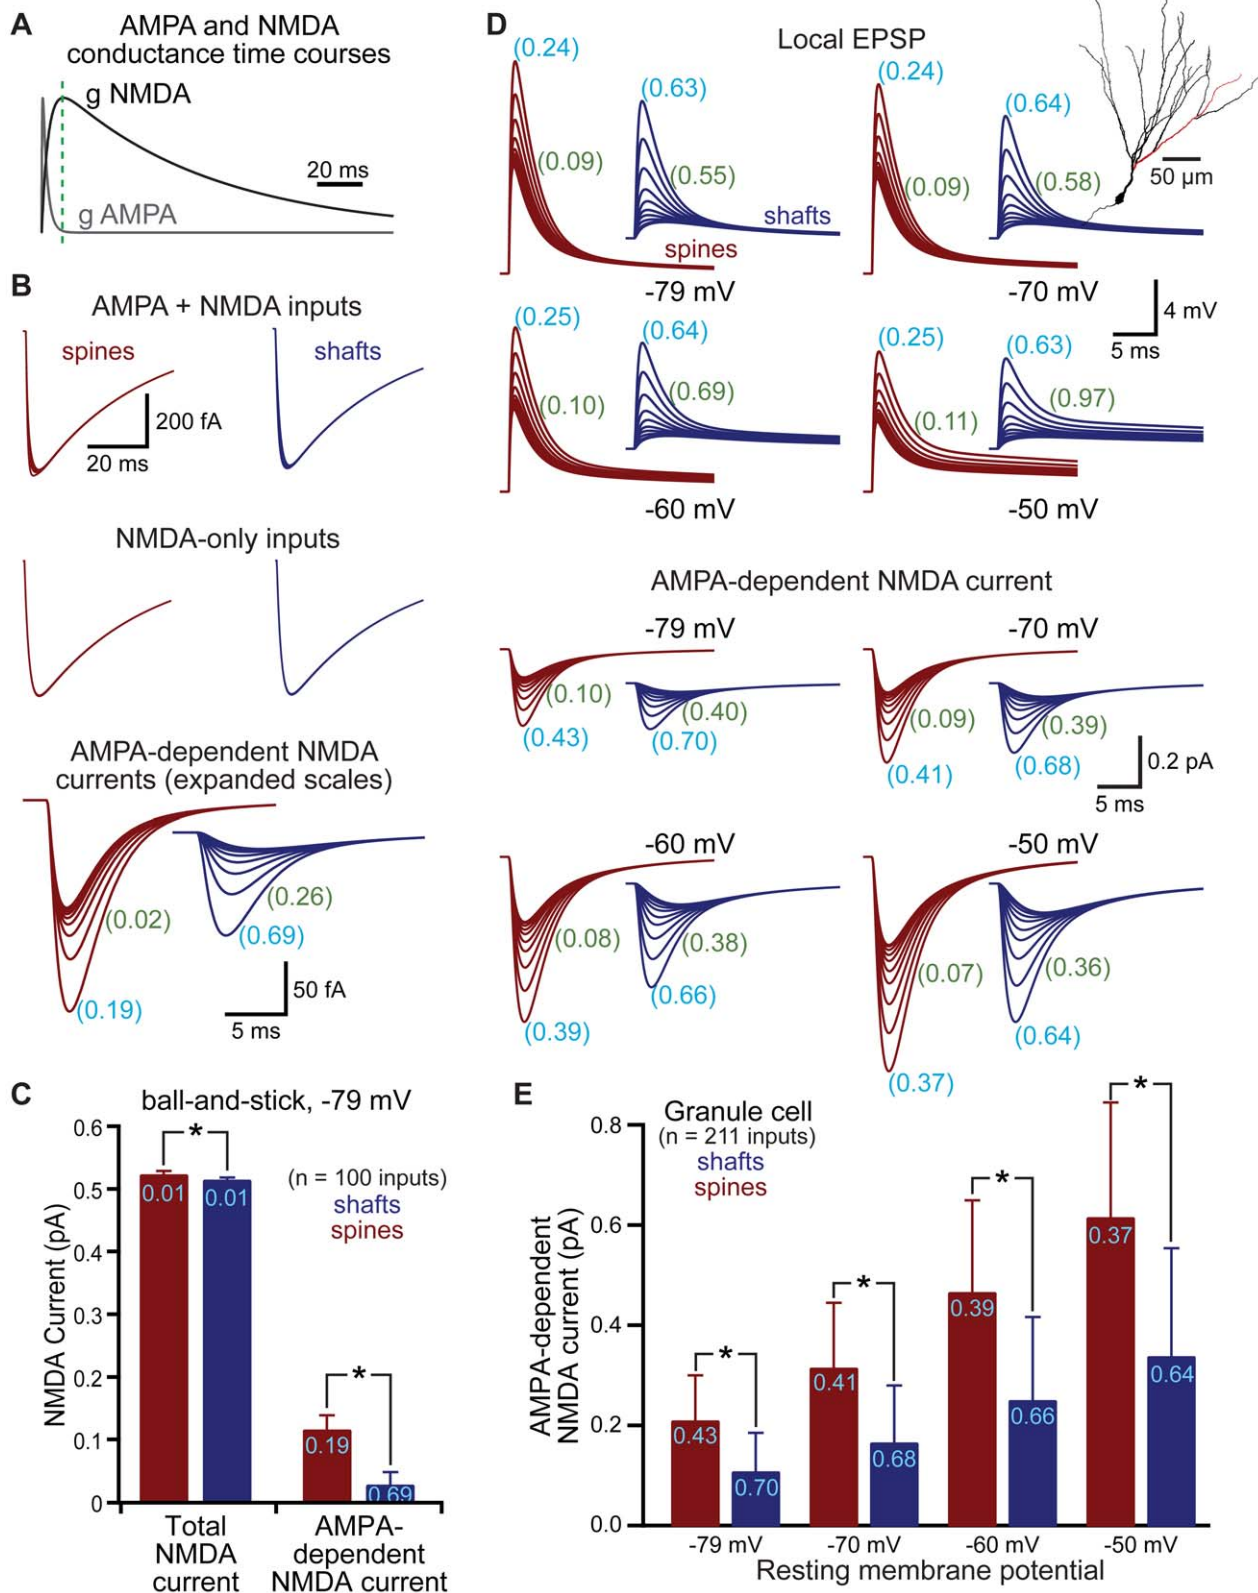 A
AMPA and NMDA
conductance time courses
g NMDA
20 ms
g AMPA
B
AMPA + NMDA inputs
spines
shafts
200 fA
20 ms
NMDA-only inputs
AMPA-dependent NMDA
currents (expanded scales)
(0.02)
(0.26)
(0.69)
(0.19)
50 fA
5 ms
C
ball-and-stick, -79 mV
NMDA Current (pA)
0.6
0.5
0.4
0.3
0.2
0.1
0
*
0.01
0.01
(n = 100 inputs)
shafts
spines
*
0.19
0.69
Total
NMDA
current
AMPA-
dependent
NMDA current
D
Local EPSP
(0.24)
(0.63)
(0.09)
(0.55)
shafts
spines
-79 mV
(0.24)
(0.64)
(0.09)
(0.58)
50 µm
-70 mV
4 mV
5 ms
(0.25)
(0.64)
(0.69)
(0.10)
-60 mV
(0.25)
(0.63)
(0.97)
(0.11)
-50 mV
AMPA-dependent NMDA current
-79 mV
(0.10)
(0.40)
(0.43)
(0.70)
-70 mV
(0.09)
(0.39)
(0.41)
(0.68)
0.2 pA
5 ms
-60 mV
(0.08)
(0.38)
(0.66)
(0.39)
-50 mV
(0.07)
(0.36)
(0.64)
(0.37)
E
Granule cell
(n = 211 inputs)
shafts
spines
AMPA-dependent
NMDA current (pA)
0.8
0.6
0.4
0.2
0.0
*
0.43
0.70
*
0.41
0.68
*
0.39
0.66
*
0.37
0.64
-79 mV
-70 mV
-60 mV
-50 mV
Resting membrane potential